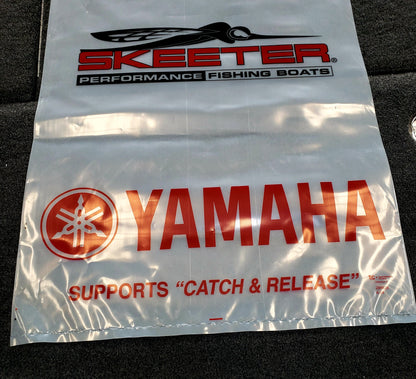 SKEETER®
PERFORMANCE FISHING BOATS
YAMAHA
SUPPORTS “CATCH & RELEASE”